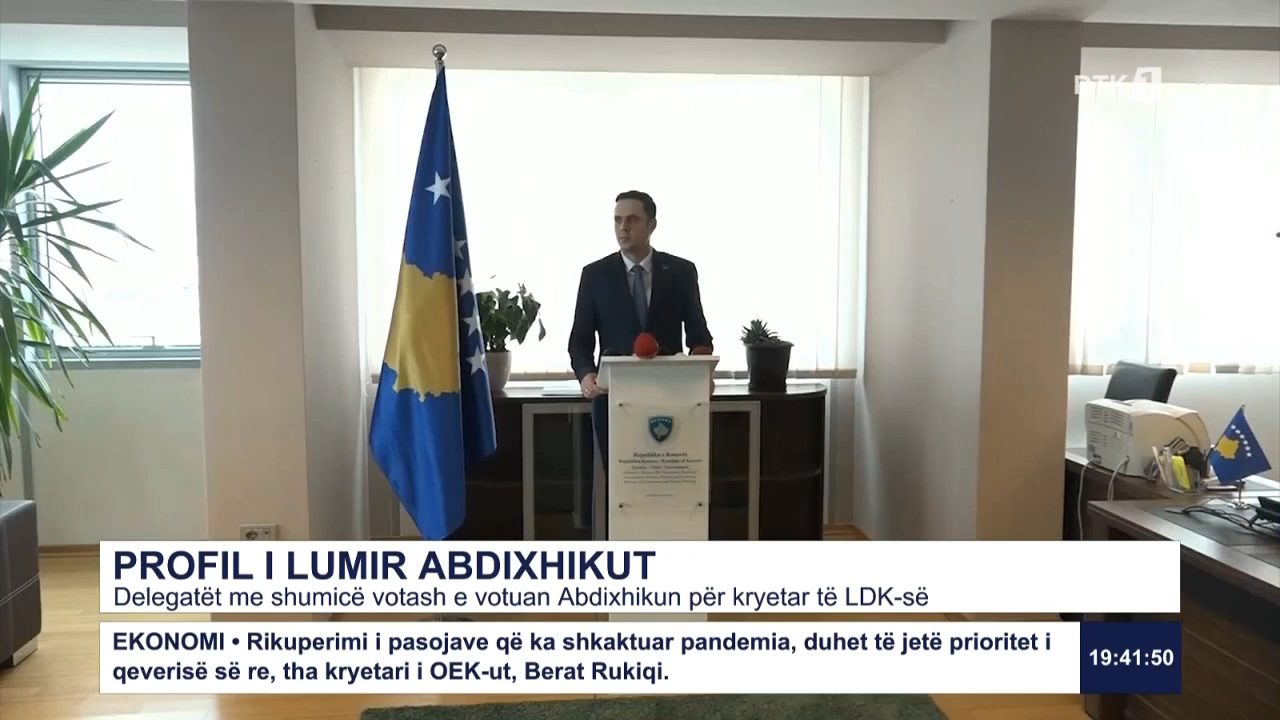 RTK 1
Republika e Kosovës
PROFIL I LUMIR ABDIXHIKUT
Delegatët me shumicë votash e votuan Abdixhikun për kryetar të LDK-së
EKONOMI • Rikuperimi i pasojave që ka shkaktuar pandemia, duhet të jetë prioritet i
qeverisë së re, tha kryetari i OEK-ut, Berat Rukiqi.
19:41:50